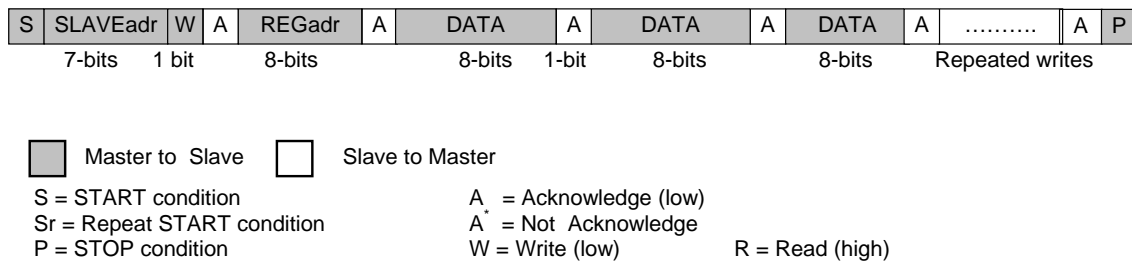 S SLAVEadr W A REGadr A DATA A DATA A DATA A .......... A P
7-bits 1 bit 8-bits 8-bits 1-bit 8-bits 8-bits Repeated writes
Master to Slave Slave to Master
S = START condition A = Acknowledge (low)
Sr = Repeat START condition A* = Not Acknowledge
P = STOP condition W = Write (low) R = Read (high)